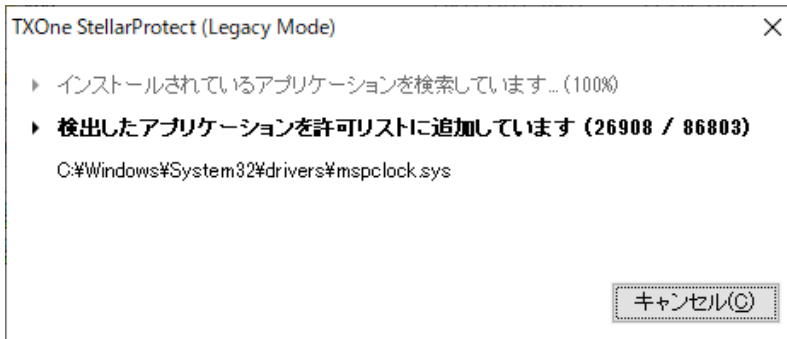 TXOne StellarProtect (Legacy Mode)
インストールされているアプリケーションを検索しています...(100%)
検出したアプリケーションを許可リストに追加しています (26908 / 86803)
C:¥Windows¥System32¥drivers¥mspclock.sys
キャンセル(C)